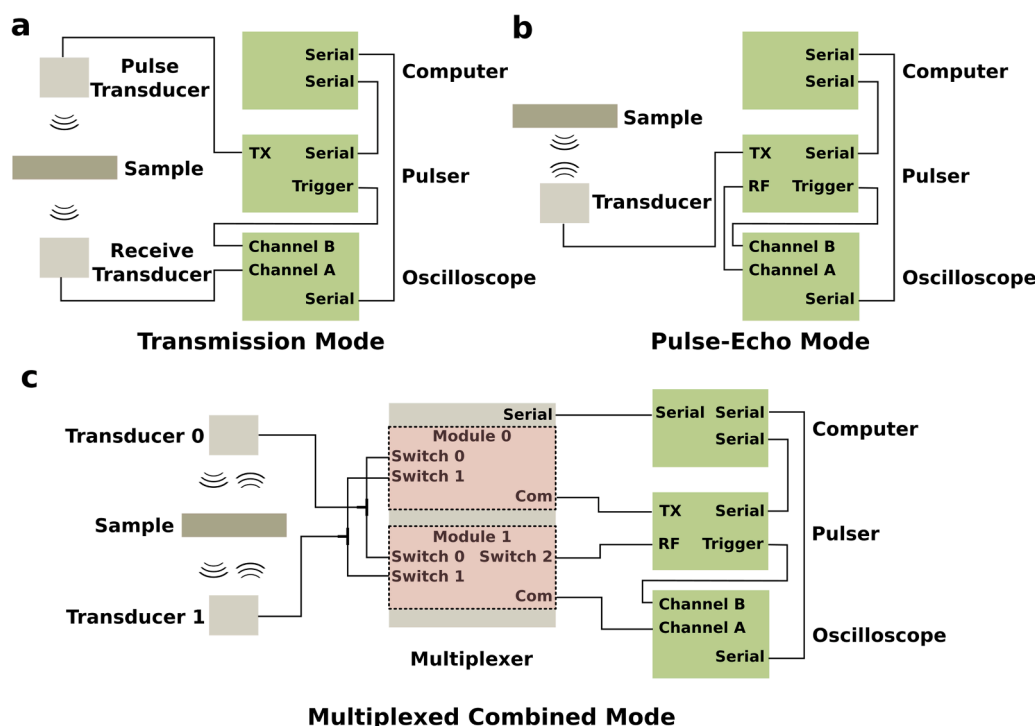 a
Pulse
Transducer
Sample
Receive
Transducer
Serial
Serial
Computer
TX Serial
Trigger
Pulser
Channel B
Channel A
Serial
Oscilloscope
Transmission Mode
b
Sample
Transducer
Serial
Serial
Computer
TX Serial
RF Trigger
Pulser
Channel B
Channel A
Serial
Oscilloscope
Pulse-Echo Mode
c
Transducer 0
Sample
Transducer 1
Serial
Module 0
Switch 0
Switch 1
Com
Module 1
Switch 0 Switch 2
Switch 1
Com
Multiplexer
Serial Serial
Serial
Computer
TX Serial
RF Trigger
Pulser
Channel B
Channel A
Serial
Oscilloscope
Multiplexed Combined Mode